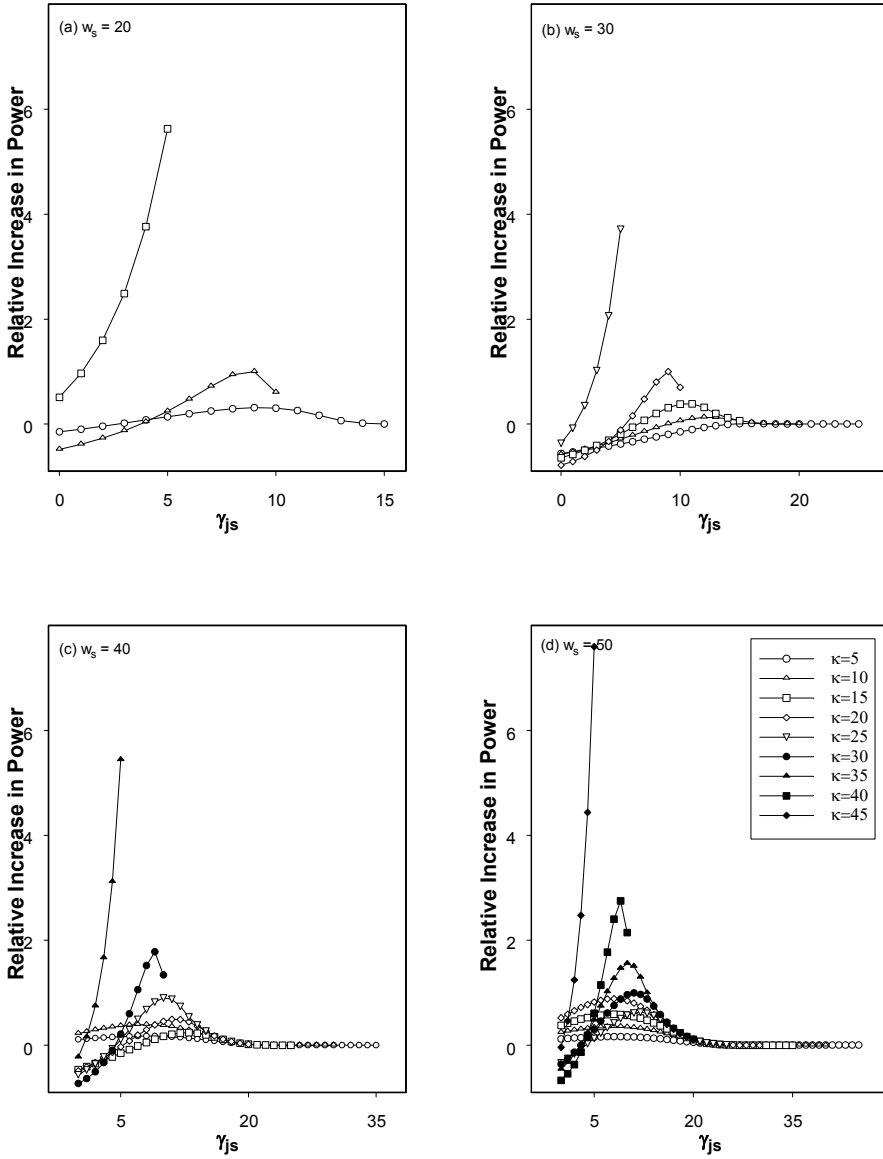 (a) w_s = 20
Relative Increase in Power
6
4
2
0
0 5 10 15
γ_js
(b) w_s = 30
Relative Increase in Power
6
4
2
0
0 10 20
γ_js
(c) w_s = 40
Relative Increase in Power
6
4
2
0
5 20 35
γ_js
(d) w_s = 50
Relative Increase in Power
6
4
2
0
5 20 35
γ_js
κ=5
κ=10
κ=15
κ=20
κ=25
κ=30
κ=35
κ=40
κ=45